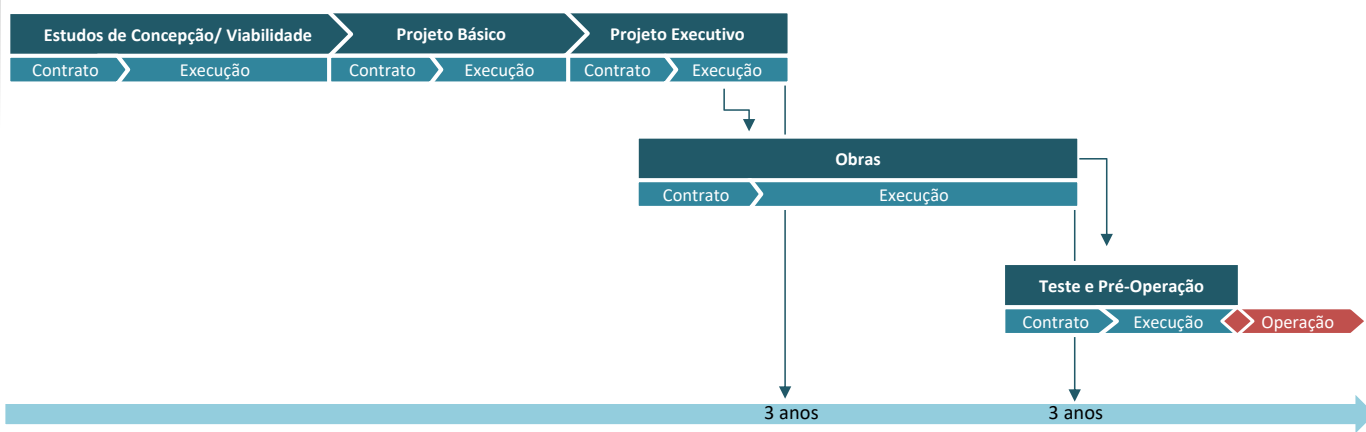 Estudos de Concepção/ Viabilidade
Projeto Básico
Projeto Executivo
Contrato
Execução
Contrato
Execução
Contrato
Execução
Obras
Contrato
Execução
Teste e Pré-Operação
Contrato
Execução
Operação
3 anos
3 anos